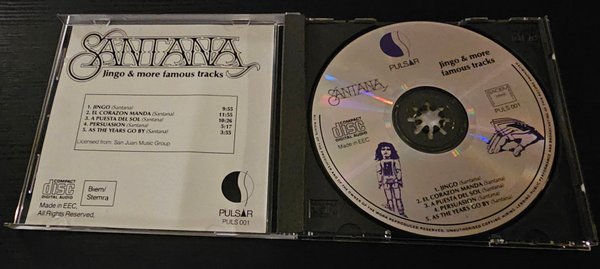 SANTANA
Jingo & more famous tracks
1. JINGO (Santana) 9:55
2. EL CORAZON MANDA (Santana) 11:55
3. A PUESTA DEL SOL (Santana) 10:26
4. PERSUASION (Santana) 5:17
5. AS THE YEARS GO BY (Santana) 3:55
Licensed from: San Juan Music Group
COMPACT
disc
DIGITAL AUDIO
Made in EEC.
All Rights Reserved.
Biem/
Stemra
PULSAR
PULS 001
PULSAR
Jingo & more
famous tracks
SANTANA
COMPACT
disc
DIGITAL AUDIO
Made in EEC
SACEM
PULS 001
1. JINGO (Santana)
2. EL CORAZON MANDA (Santana)
3. A PUESTA DEL SOL (Santana)
4. PERSUASION (Santana)
5. AS THE YEARS GO BY (Santana)